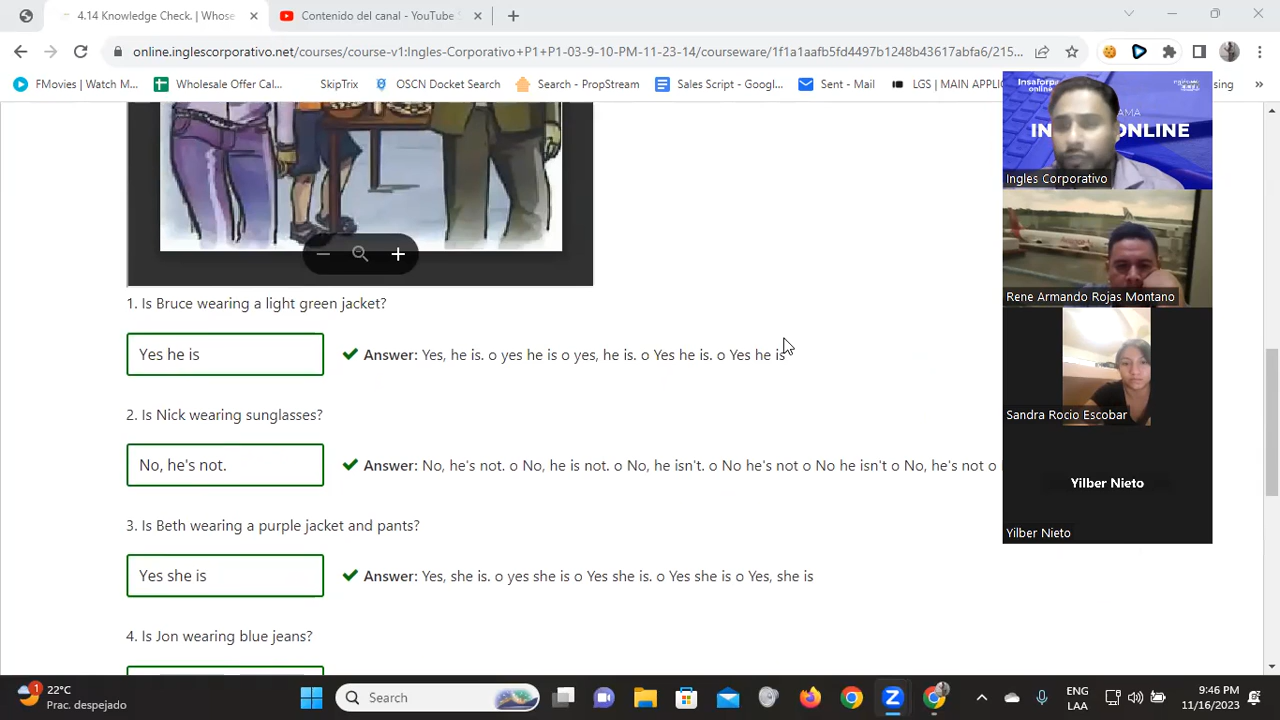 4.14 Knowledge Check. | Whose
Contenido del canal - YouTube S
online.inglescorporativo.net/courses/course-v1:Ingles-Corporativo+P1+P1-03-9-10-PM-11-23-14/courseware/1f1a1aafb5fd4497b1248b43617abfa6/215...
FMovies | Watch M...
Wholesale Offer Cal...
SkipTrix
OSCN Docket Search
Search - PropStream
Sales Script - Googl...
Sent - Mail
LGS | MAIN APPLIC
sing
»
IN ONLINE
Ingles Corporativo
Rene Armando Rojas Montano
Sandra Rocio Escobar
Yilber Nieto
Yilber Nieto
1. Is Bruce wearing a light green jacket?
Yes he is
Answer: Yes, he is. o yes he is o yes, he is. o Yes he is. o Yes he is
2. Is Nick wearing sunglasses?
No, he's not.
Answer: No, he's not. o No, he is not. o No, he isn't. o No he's not o No he isn't o No, he's not o
3. Is Beth wearing a purple jacket and pants?
Yes she is
Answer: Yes, she is. o yes she is o Yes she is. o Yes she is o Yes, she is
4. Is Jon wearing blue jeans?
1
22°C
Prac. despejado
Search
ENG
LAA
9:46 PM
11/16/2023